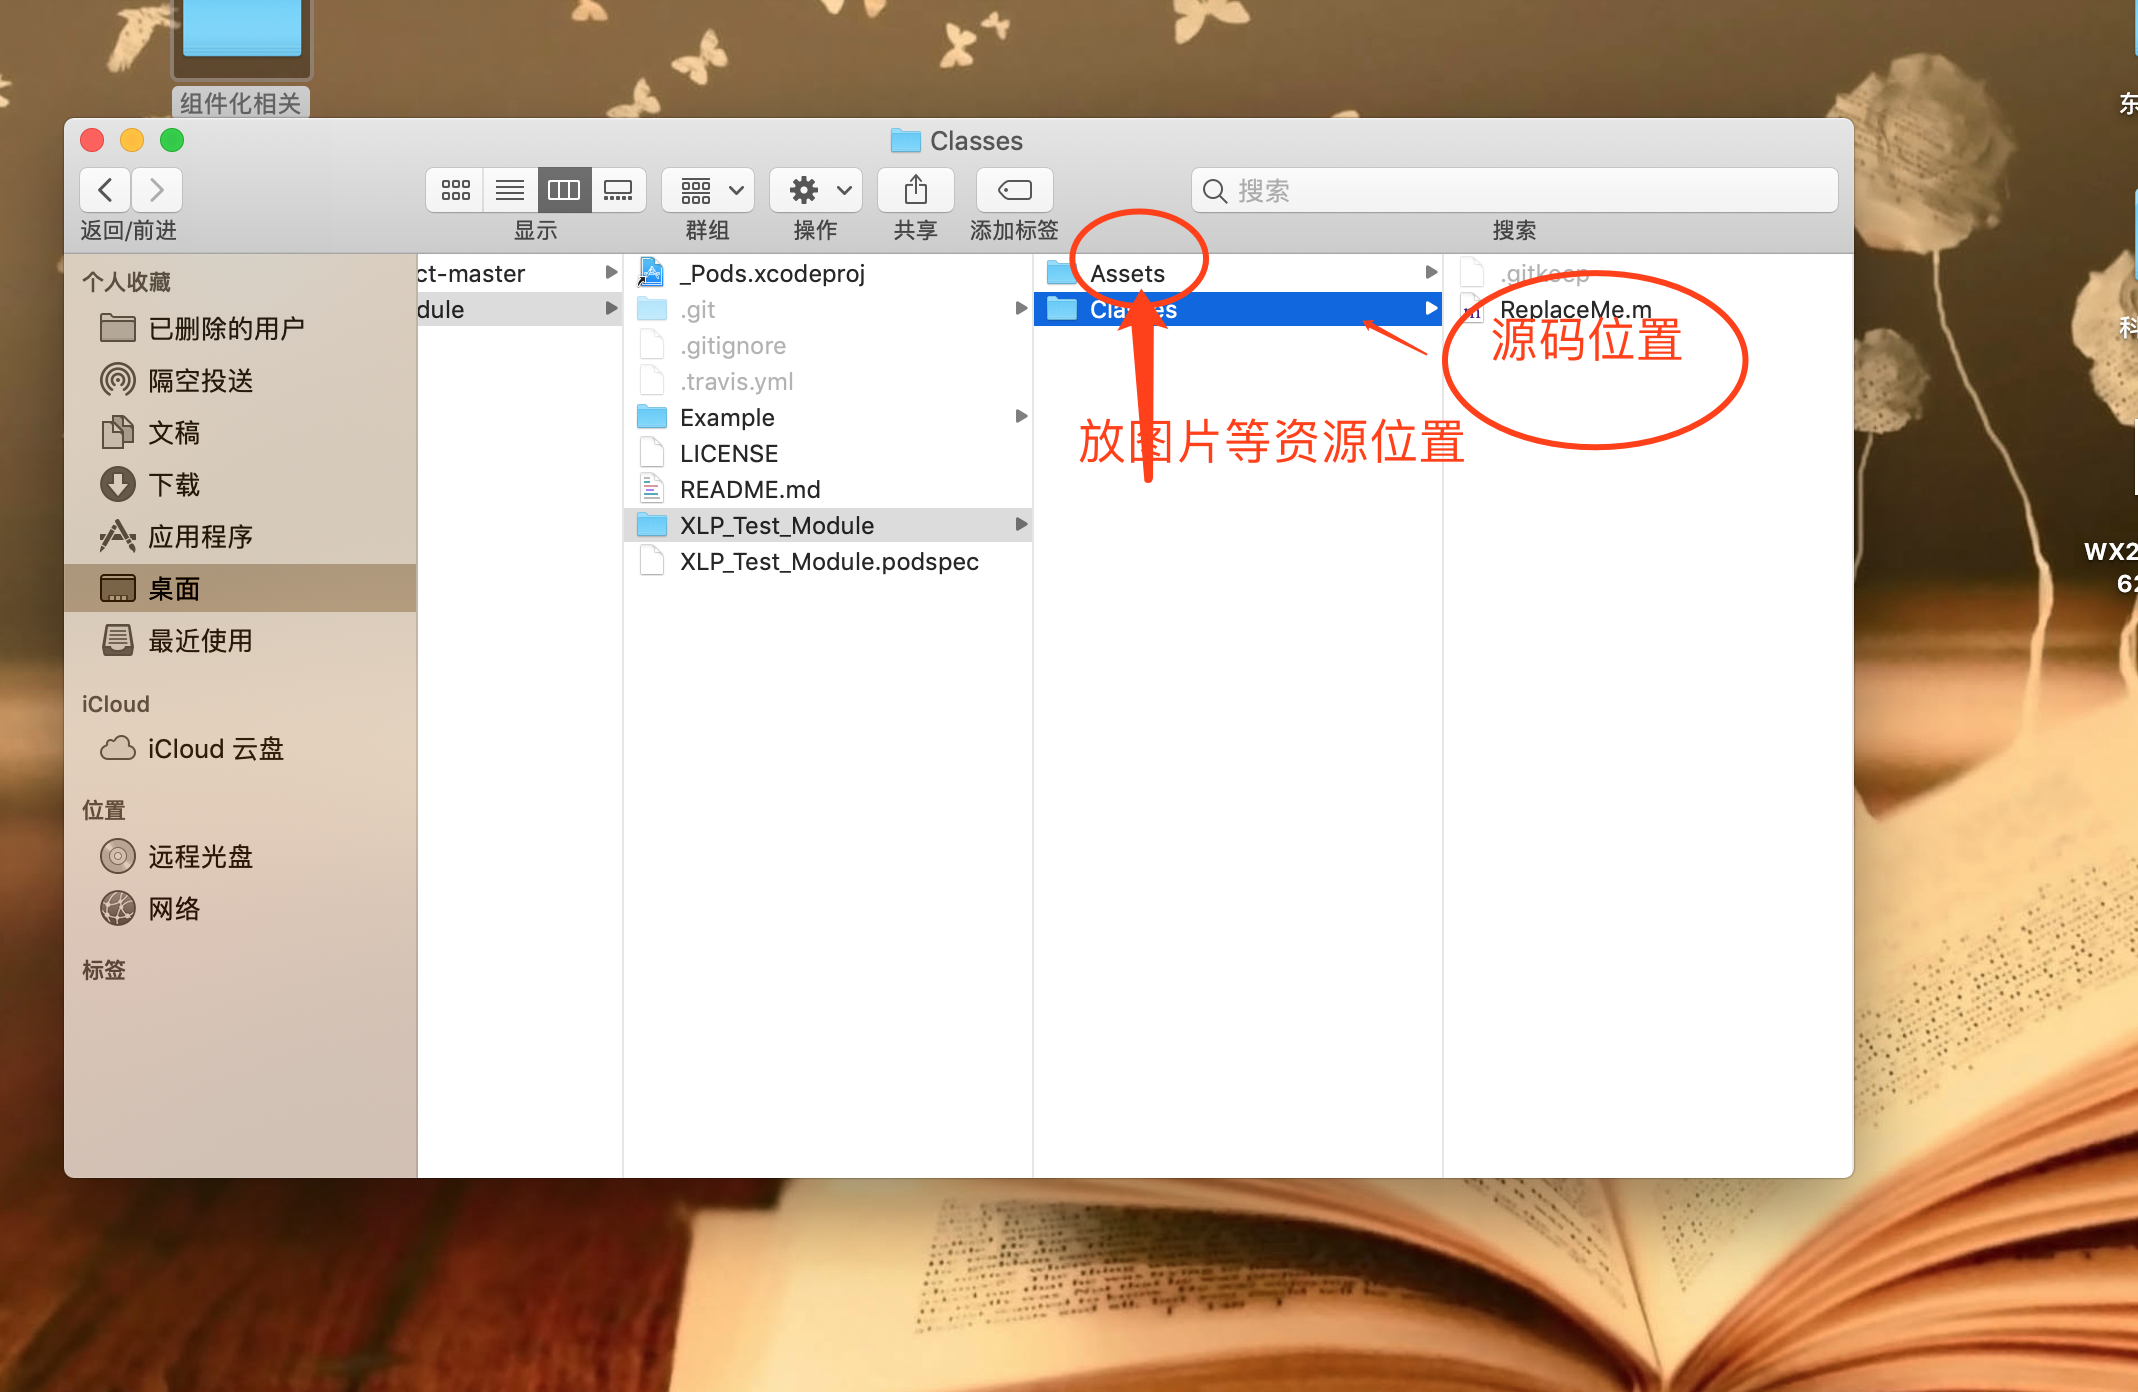 组件化相关
Classes
返回/前进
显示
群组
操作
共享
添加标签
搜索
搜索
个人收藏
已删除的用户
隔空投送
文稿
下载
应用程序
桌面
最近使用
iCloud
iCloud 云盘
位置
远程光盘
网络
标签
ct-master
dule
_Pods.xcodeproj
.git
.gitignore
.travis.yml
Example
LICENSE
README.md
XLP_Test_Module
XLP_Test_Module.podspec
Assets
Classes
放图片等资源位置
.gitkeep
ReplaceMe.m
源码位置
东
科
WX2
62